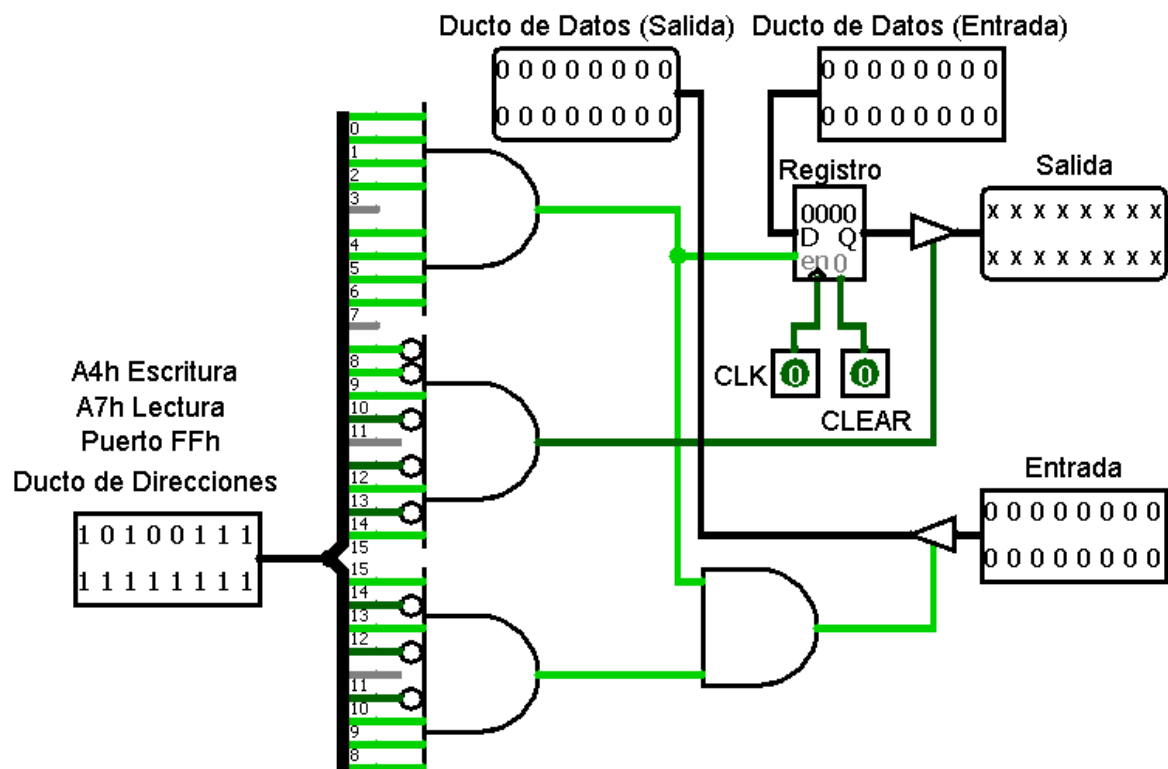 Ducto de Datos (Salida)
0 0 0 0 0 0 0 0
0 0 0 0 0 0 0 0
Ducto de Datos (Entrada)
0 0 0 0 0 0 0 0
0 0 0 0 0 0 0 0
0
1
2
3
4
5
6
7
8
9
10
11
12
13
14
15
15
14
13
12
11
10
9
8
Registro
0000
D Q
en 0
CLK
0
0
CLEAR
Salida
x x x x x x x x
x x x x x x x x
A4h Escritura
A7h Lectura
Puerto FFh
Ducto de Direcciones
1 0 1 0 0 1 1 1
1 1 1 1 1 1 1 1
Entrada
0 0 0 0 0 0 0 0
0 0 0 0 0 0 0 0